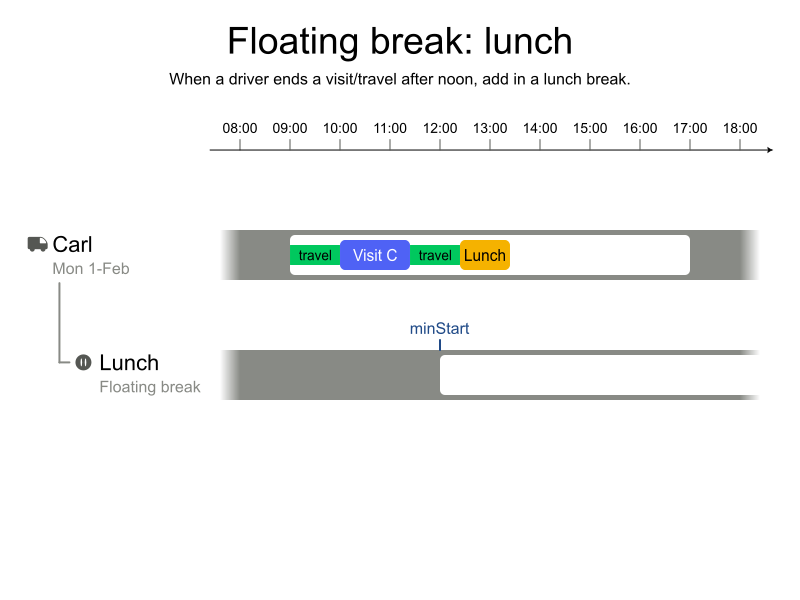 Floating break: lunch
When a driver ends a visit/travel after noon, add in a lunch break.
08:00 09:00 10:00 11:00 12:00 13:00 14:00 15:00 16:00 17:00 18:00
Carl
Mon 1-Feb
travel Visit C travel Lunch
minStart
Lunch
Floating break